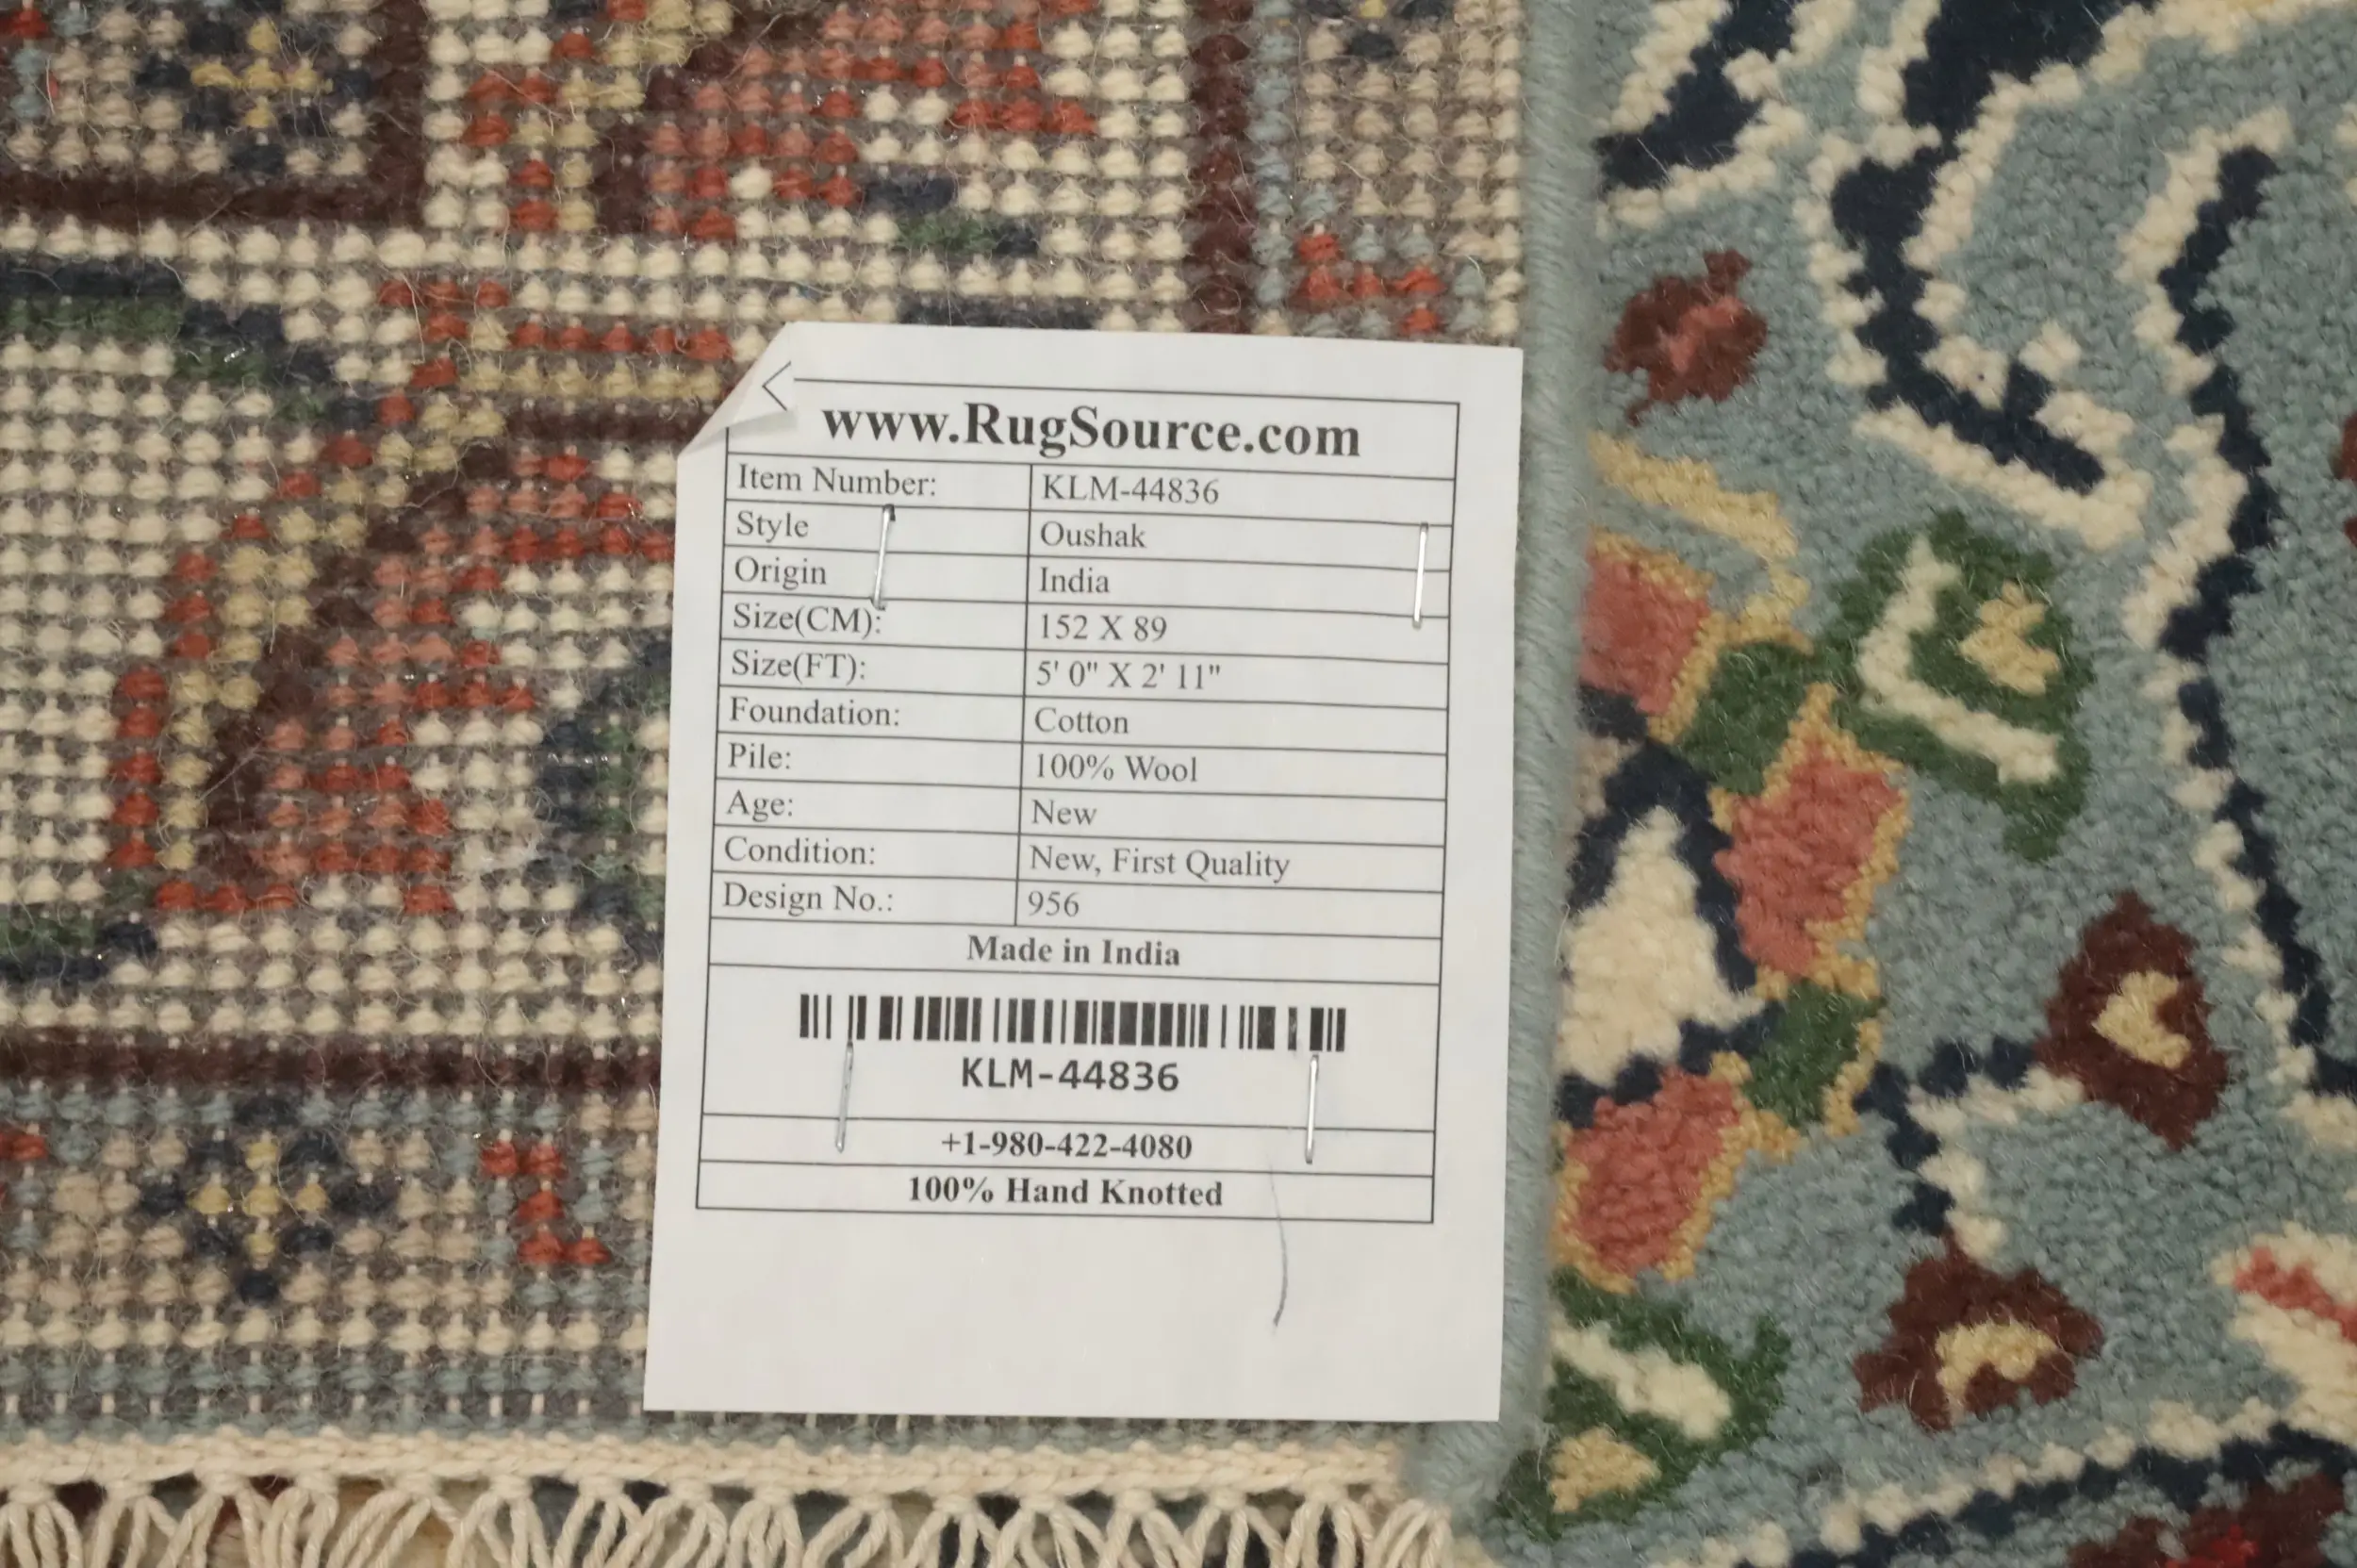 www.RugSource.com
Item Number: KLM-44836
Style Oushak
Origin India
Size(CM): 152 X 89
Size(FT): 5' 0" X 2' 11"
Foundation: Cotton
Pile: 100% Wool
Age: New
Condition: New, First Quality
Design No.: 956
Made in India
KLM-44836
+1-980-422-4080
100% Hand Knotted